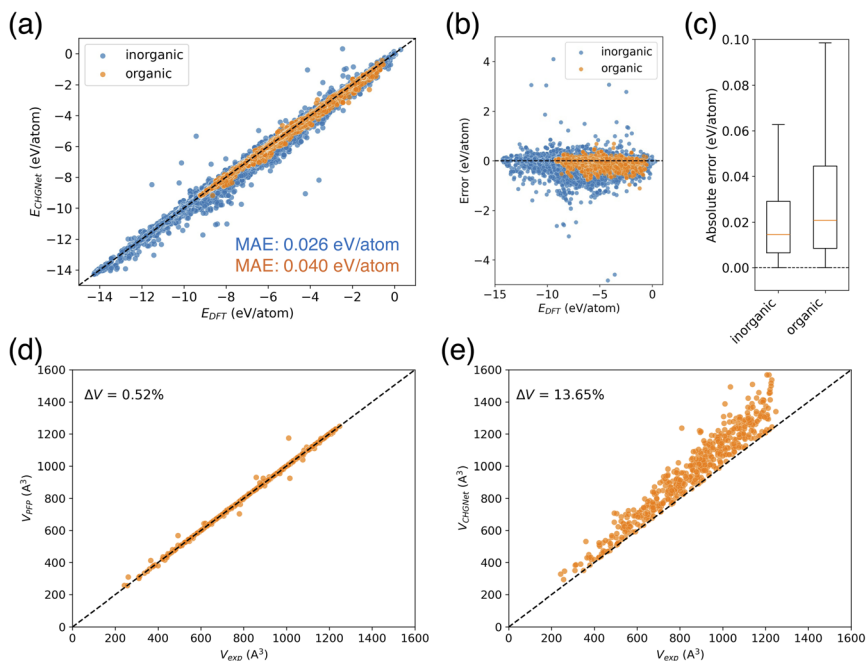 (a)
inorganic
organic
E_CHGNet (eV/atom)
0
−2
−4
−6
−8
−10
−12
−14
MAE: 0.026 eV/atom
MAE: 0.040 eV/atom
−14 −12 −10 −8 −6 −4 −2 0
E_DFT (eV/atom)
(b)
inorganic
organic
Error (eV/atom)
4
2
0
−2
−4
−15 −10 −5 0
E_DFT (eV/atom)
(c)
Absolute error (eV/atom)
0.10
0.08
0.06
0.04
0.02
0.00
inorganic
organic
(d)
ΔV = 0.52%
V_PFP (A³)
1600
1400
1200
1000
800
600
400
200
0
0 200 400 600 800 1000 1200 1400 1600
V_exp (A³)
(e)
ΔV = 13.65%
V_CHGNet (A³)
1600
1400
1200
1000
800
600
400
200
0
0 200 400 600 800 1000 1200 1400 1600
V_exp (A³)